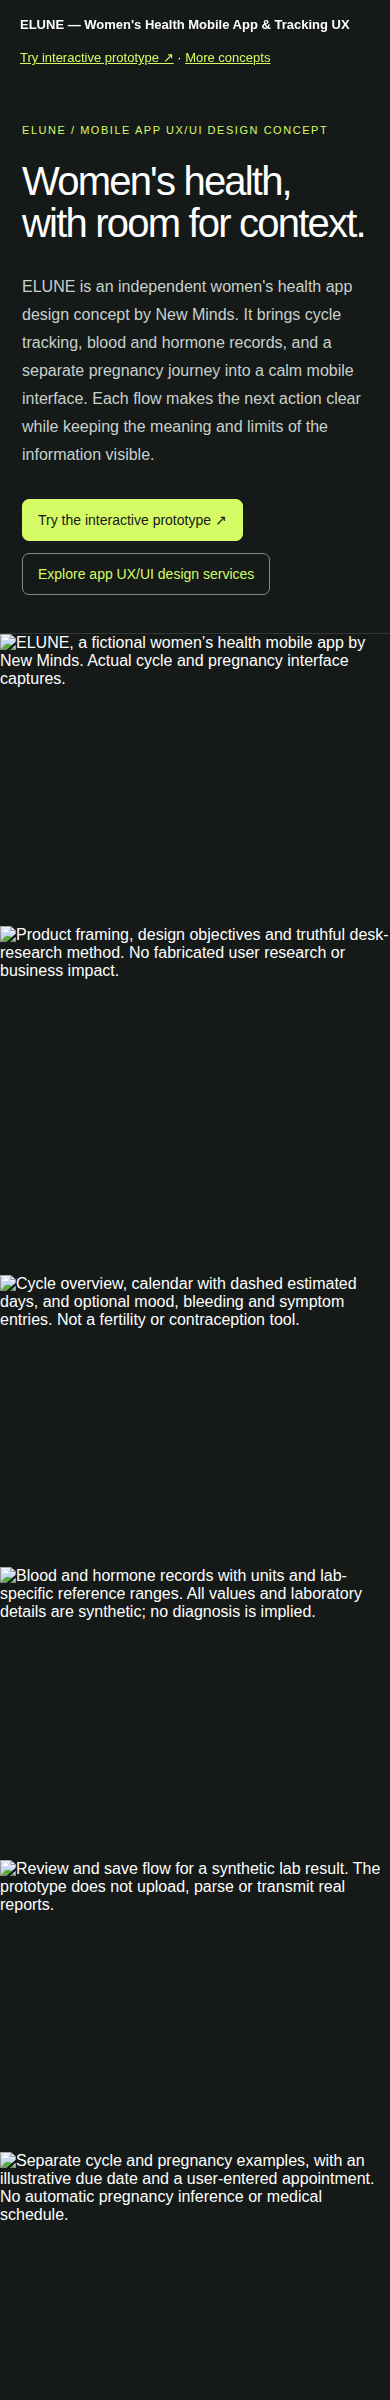 ELUNE — Women's Health Mobile App & Tracking UX
Try interactive prototype ↗ · More concepts
ELUNE / MOBILE APP UX/UI DESIGN CONCEPT
Women's health,
with room for context.
ELUNE is an independent women's health app
design concept by New Minds. It brings cycle
tracking, blood and hormone records, and a
separate pregnancy journey into a calm mobile
interface. Each flow makes the next action clear
while keeping the meaning and limits of the
information visible.
Try the interactive prototype ↗
Explore app UX/UI design services
ELUNE, a fictional women’s health mobile app by
New Minds. Actual cycle and pregnancy interface
captures.
Product framing, design objectives and truthful desk-
research method. No fabricated user research or
business impact.
Cycle overview, calendar with dashed estimated
days, and optional mood, bleeding and symptom
entries. Not a fertility or contraception tool.
Blood and hormone records with units and lab-
specific reference ranges. All values and laboratory
details are synthetic; no diagnosis is implied.
Review and save flow for a synthetic lab result. The
prototype does not upload, parse or transmit real
reports.
Separate cycle and pregnancy examples, with an
illustrative due date and a user-entered appointment.
No automatic pregnancy inference or medical
schedule.